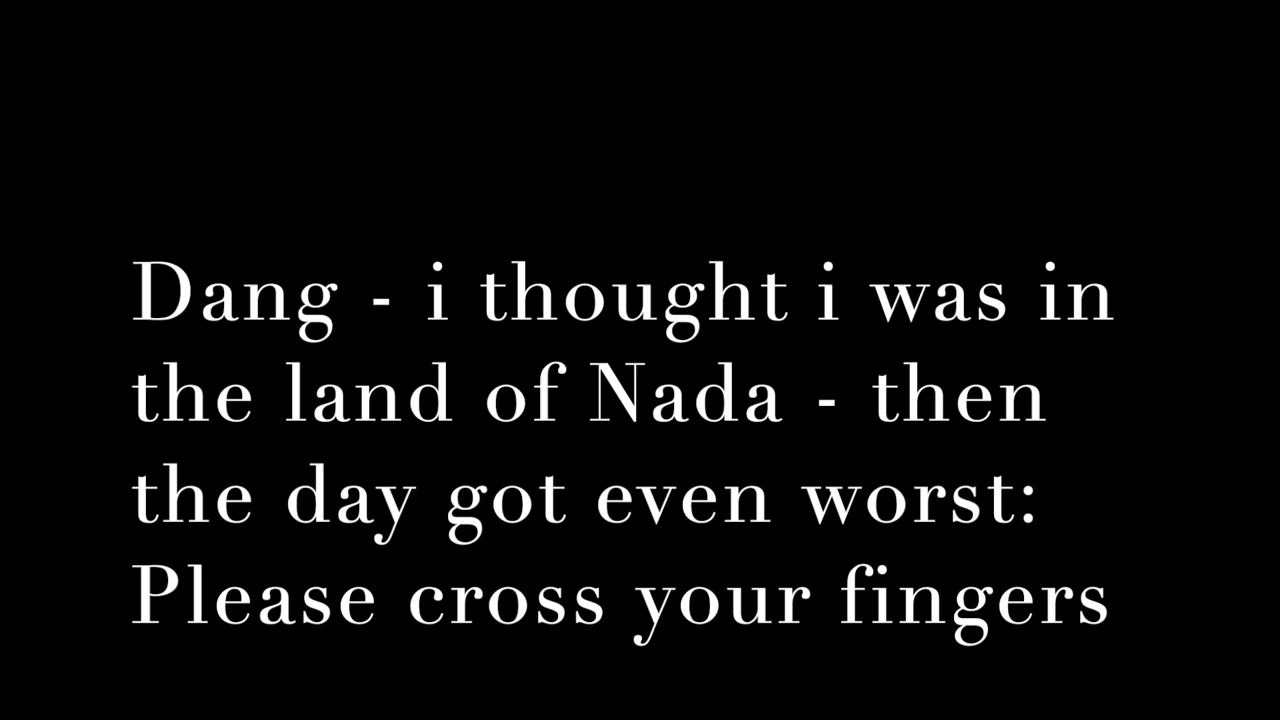 Dang - i thought i was in
the land of Nada - then
the day got even worst:
Please cross your fingers